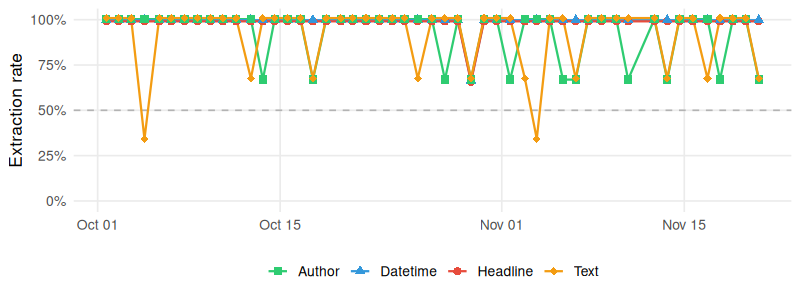 Extraction rate
100%
75%
50%
25%
0%
Oct 01 Oct 15 Nov 01 Nov 15
Author Datetime Headline Text